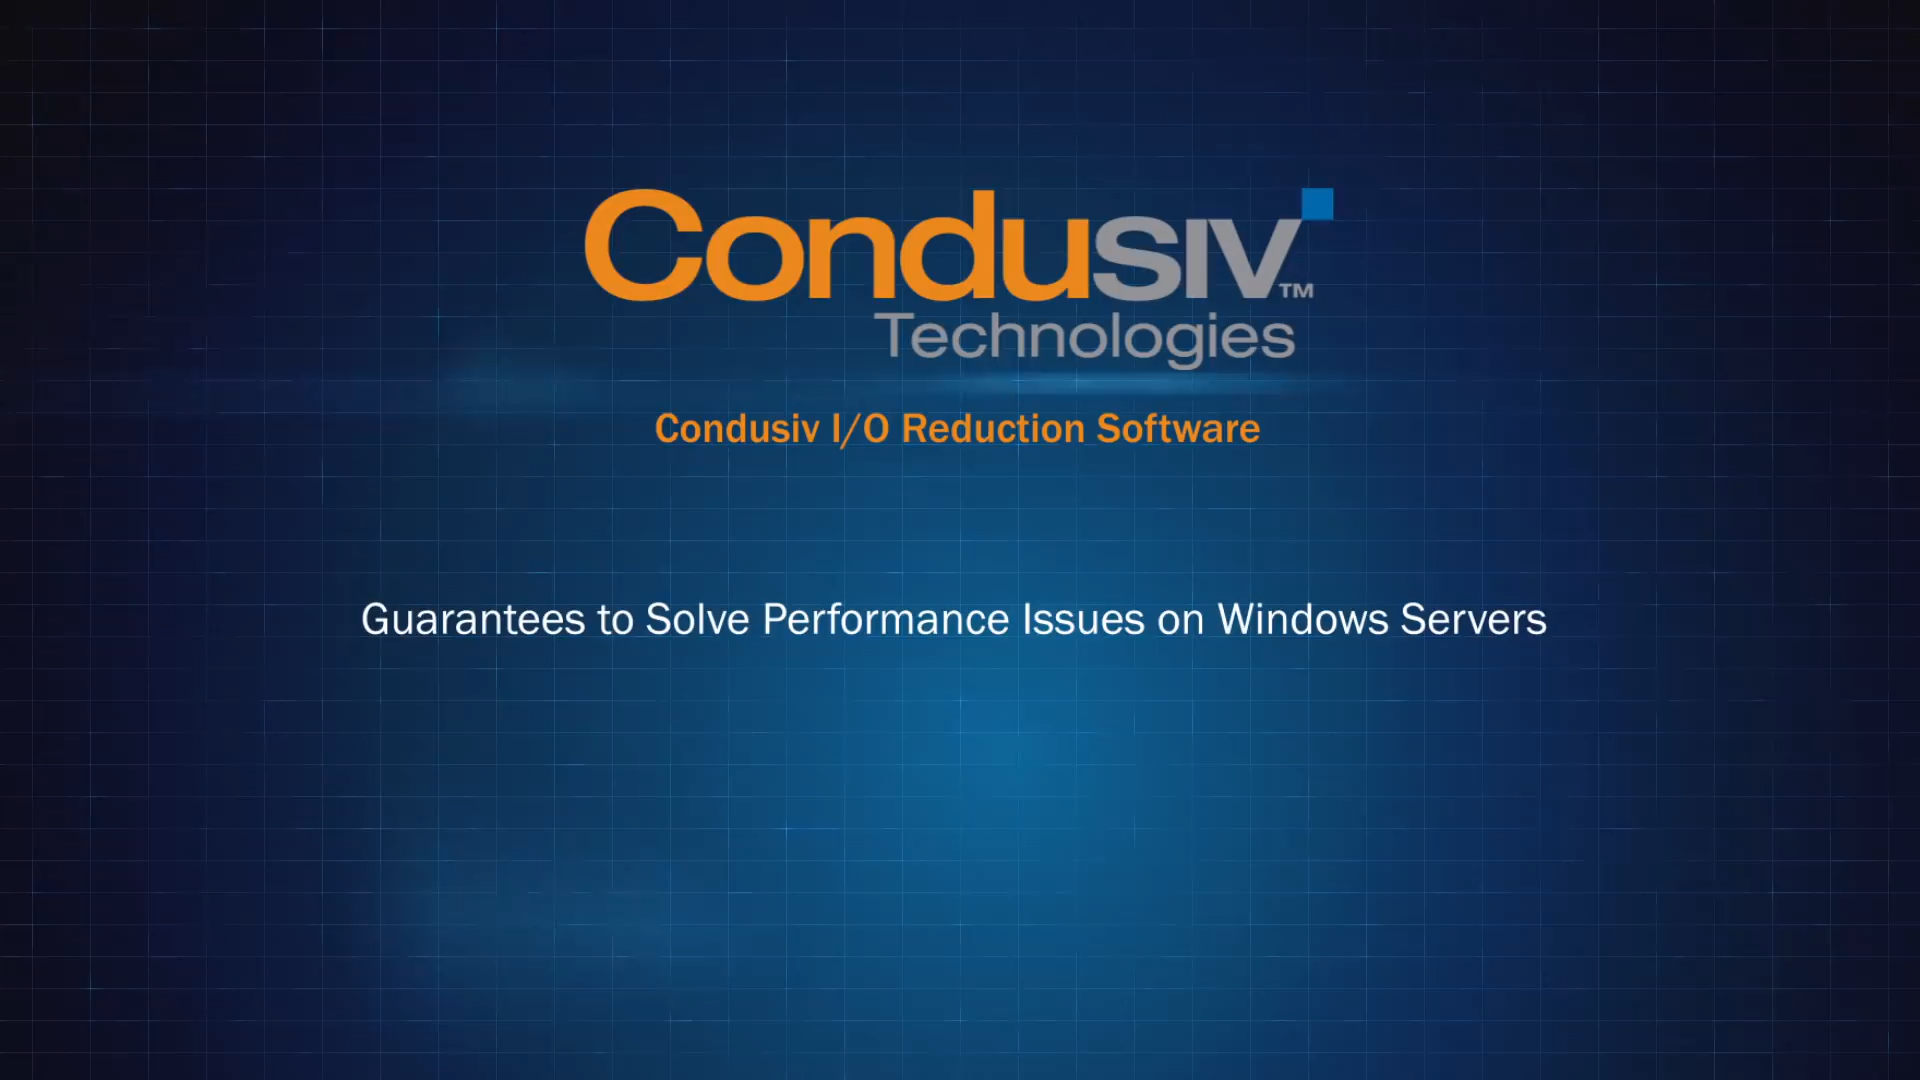 Condusiv™
Technologies
Condusiv I/O Reduction Software
Guarantees to Solve Performance Issues on Windows Servers